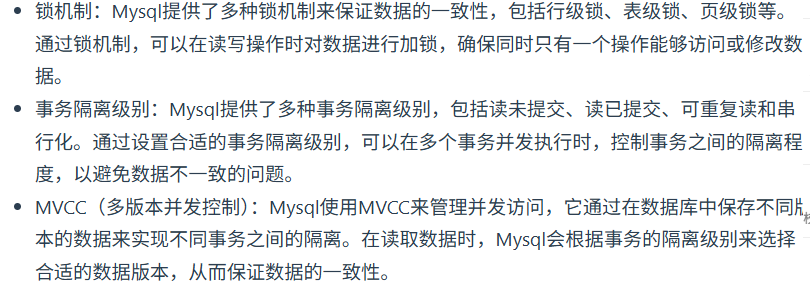 • 锁机制：Mysql提供了多种锁机制来保证数据的一致性，包括行级锁、表级锁、页级锁等。
通过锁机制，可以在读写操作时对数据进行加锁，确保同时只有一个操作能够访问或修改数
据。
• 事务隔离级别：Mysql提供了多种事务隔离级别，包括读未提交、读已提交、可重复读和串
行化。通过设置合适的事务隔离级别，可以在多个事务并发执行时，控制事务之间的隔离程
度，以避免数据不一致的问题。
• MVCC（多版本并发控制）：Mysql使用MVCC来管理并发访问，它通过在数据库中保存不同版
本的数据来实现不同事务之间的隔离。在读取数据时，Mysql会根据事务的隔离级别来选择
合适的数据版本，从而保证数据的一致性。